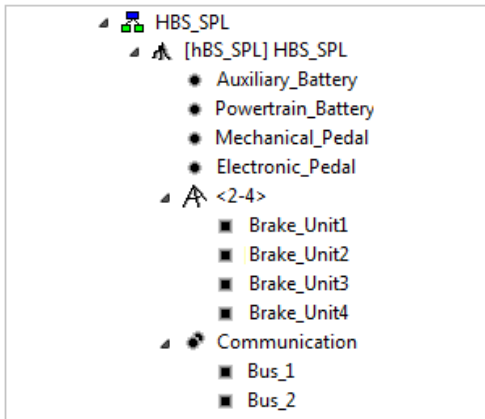 HBS_SPL
[hBS_SPL] HBS_SPL
Auxiliary_Battery
Powertrain_Battery
Mechanical_Pedal
Electronic_Pedal
<2-4>
Brake_Unit1
Brake_Unit2
Brake_Unit3
Brake_Unit4
Communication
Bus_1
Bus_2